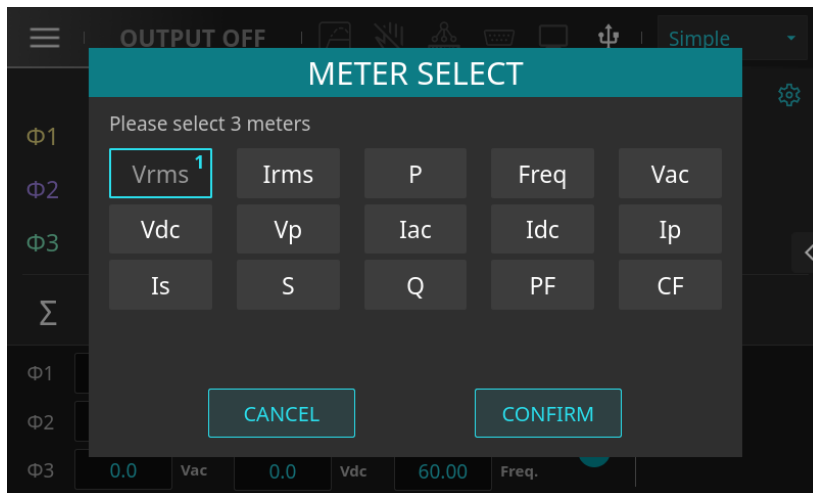 OUTPUT OFF Simple
METER SELECT
Please select 3 meters
Φ1
Vrms 1 Irms P Freq Vac
Φ2
Vdc Vp Iac Idc Ip
Φ3
Is S Q PF CF
Σ
Φ1
CANCEL CONFIRM
Φ2
Φ3 0.0 Vac 0.0 Vdc 60.00 Freq.